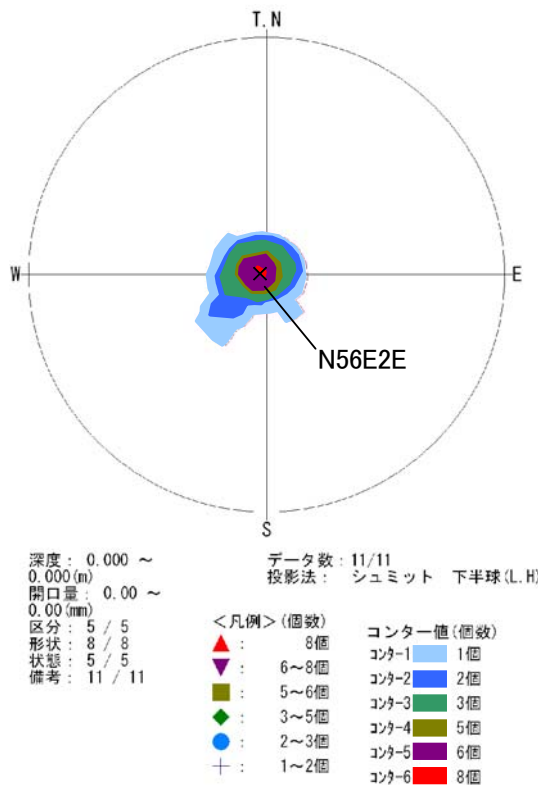 T.N
W
E
N56E2E
S
深度： 0.000 ～
0.000(m)
開口量： 0.00 ～
0.00(mm)
区分： 5 / 5
形状： 8 / 8
状態： 5 / 5
備考： 11 / 11
データ数：11/11
投影法： シュミット 下半球(L.H)
＜凡例＞(個数)
： 8個
： 6～8個
： 5～6個
： 3～5個
： 2～3個
： 1～2個
コンター値(個数)
ｺﾝﾀｰ-1 1個
ｺﾝﾀｰ-2 2個
ｺﾝﾀｰ-3 3個
ｺﾝﾀｰ-4 5個
ｺﾝﾀｰ-5 6個
ｺﾝﾀｰ-6 8個